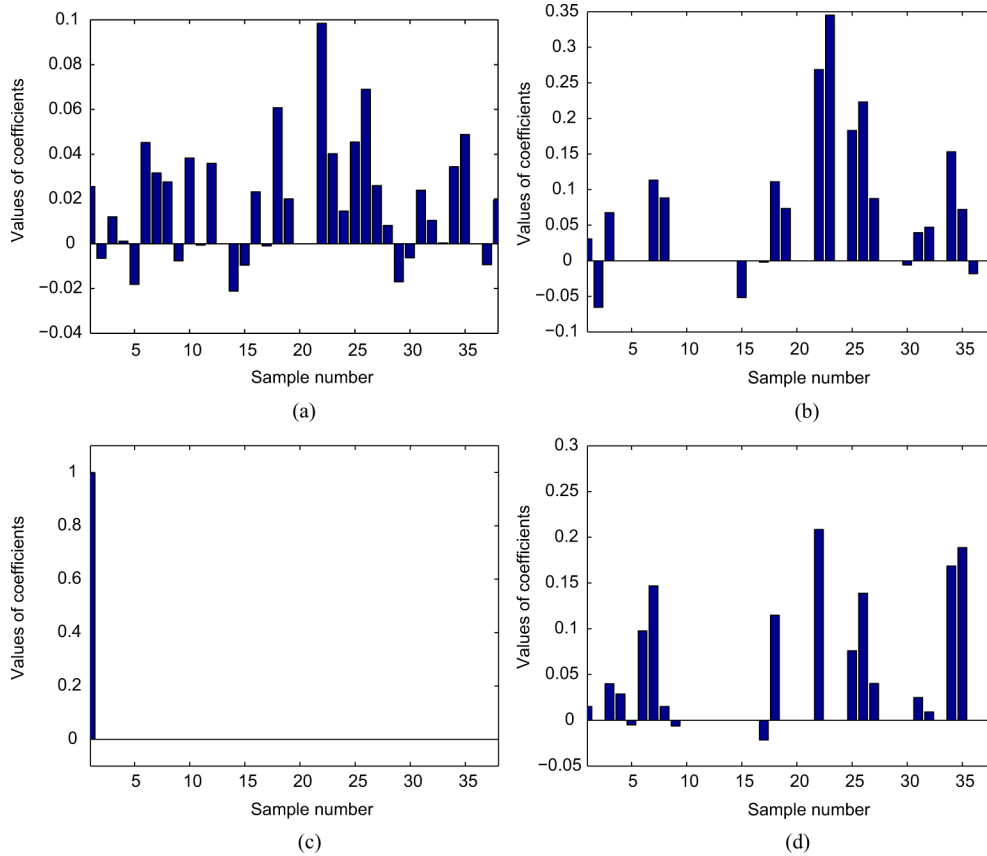 0.1
0.08
0.06
0.04
0.02
0
−0.02
−0.04
Values of coefficients
5 10 15 20 25 30 35
Sample number
(a)
0.35
0.3
0.25
0.2
0.15
0.1
0.05
0
−0.05
−0.1
Values of coefficients
5 10 15 20 25 30 35
Sample number
(b)
1
0.8
0.6
0.4
0.2
0
Values of coefficients
5 10 15 20 25 30 35
Sample number
(c)
0.3
0.25
0.2
0.15
0.1
0.05
0
−0.05
Values of coefficients
5 10 15 20 25 30 35
Sample number
(d)